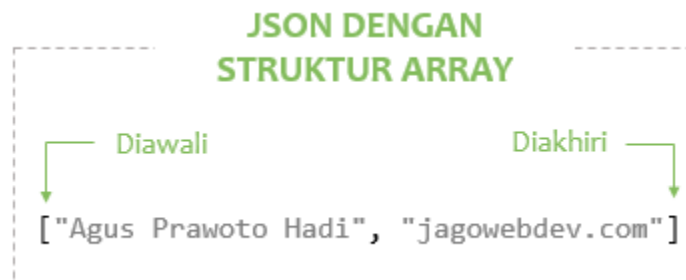 JSON DENGAN
STRUKTUR ARRAY
Diawali Diakhiri
["Agus Prawoto Hadi", "jagowebdev.com"]